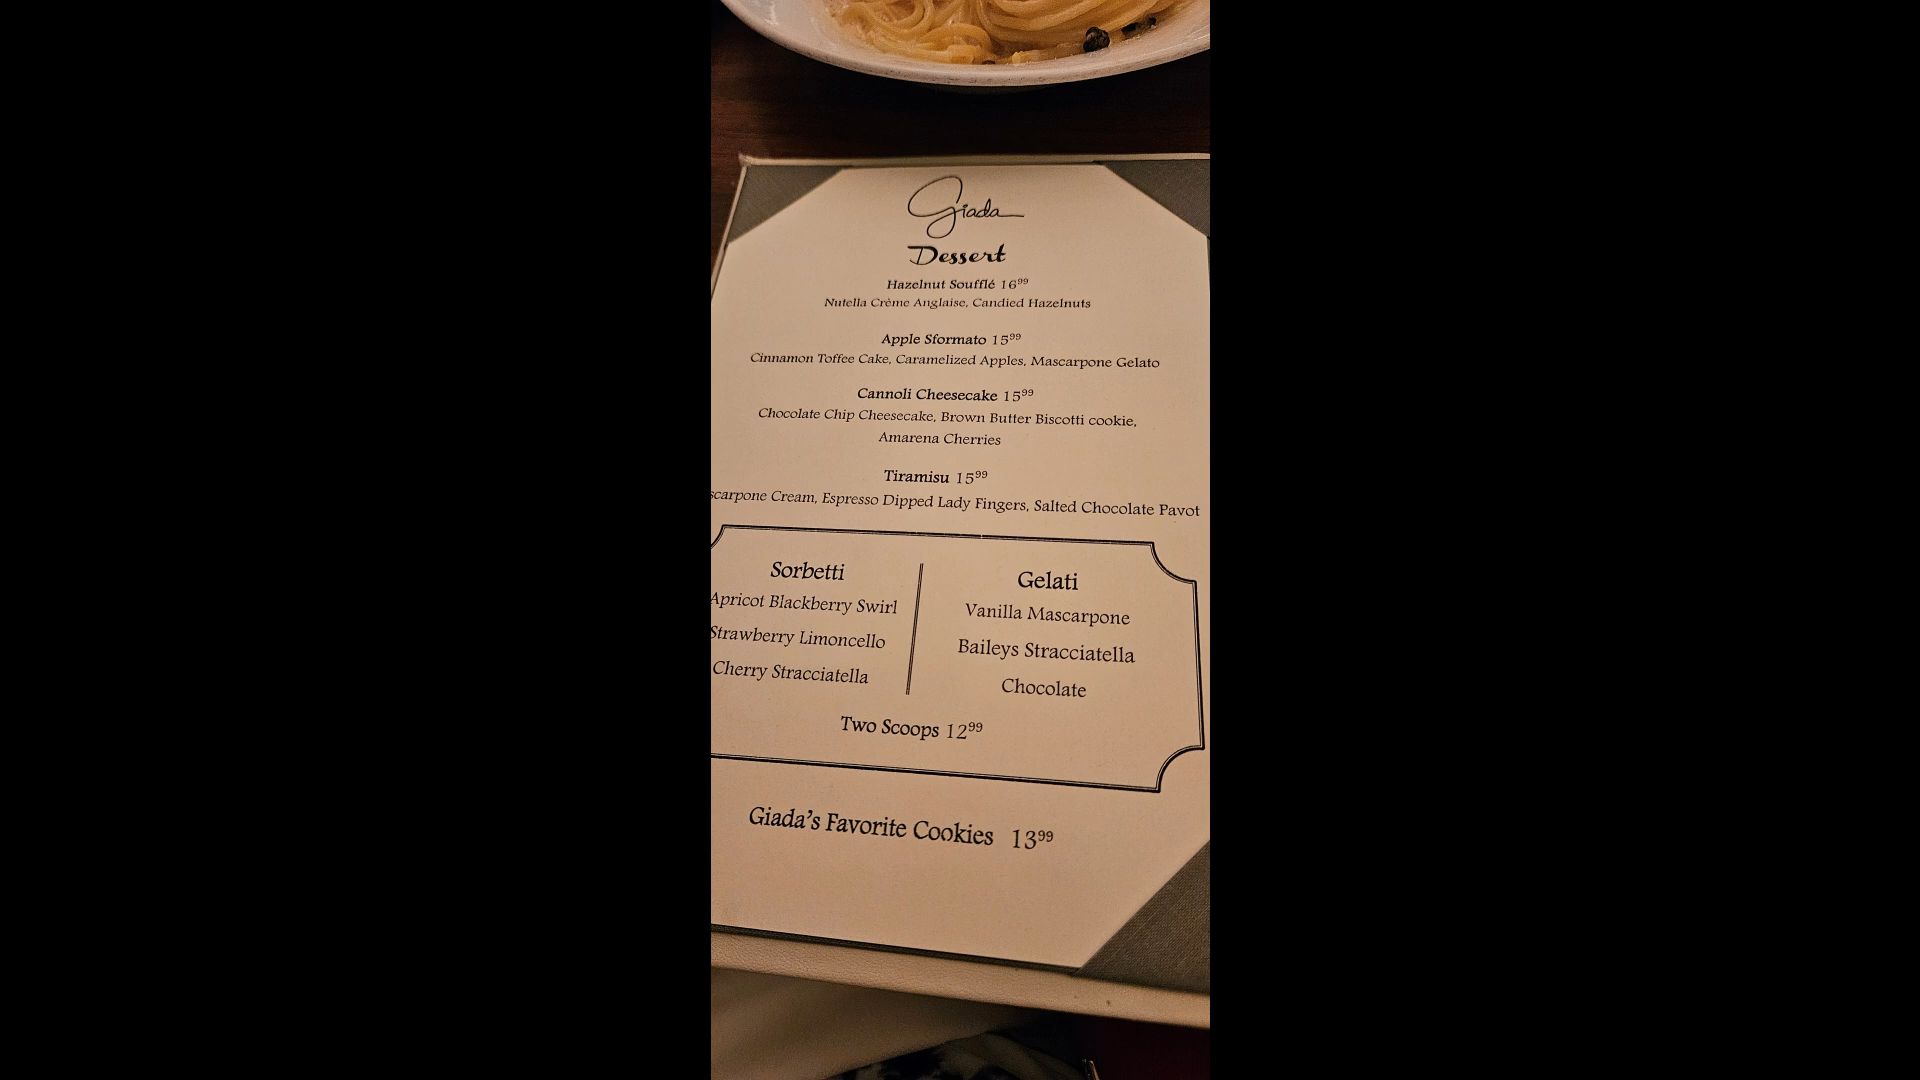 Giada
Dessert
Hazelnut Soufflé 16⁹⁹
Nutella Crème Anglaise, Candied Hazelnuts
Apple Sformato 15⁹⁹
Cinnamon Toffee Cake, Caramelized Apples, Mascarpone Gelato
Cannoli Cheesecake 15⁹⁹
Chocolate Chip Cheesecake, Brown Butter Biscotti cookie,
Amarena Cherries
Tiramisu 15⁹⁹
scarpone Cream, Espresso Dipped Lady Fingers, Salted Chocolate Pavot
Sorbetti
Apricot Blackberry Swirl
Strawberry Limoncello
Cherry Stracciatella
Gelati
Vanilla Mascarpone
Baileys Stracciatella
Chocolate
Two Scoops 12⁹⁹
Giada's Favorite Cookies 13⁹⁹